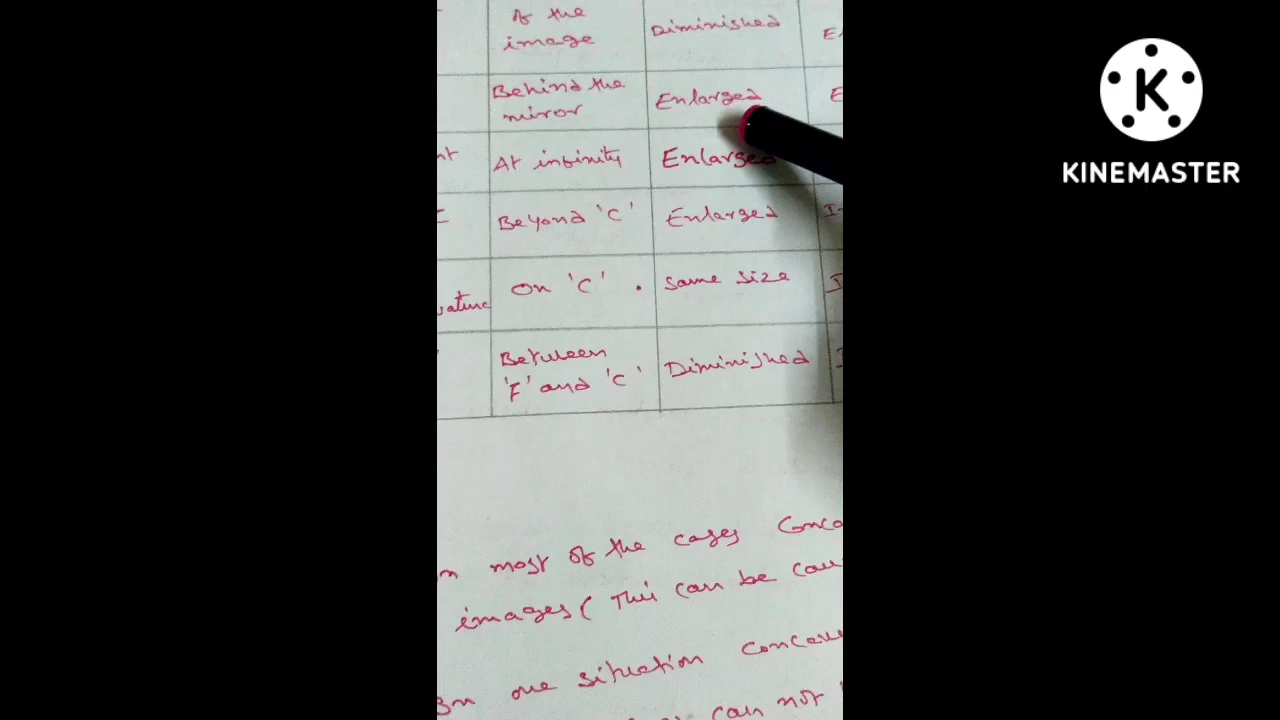 of the
image
Diminished
Behind the
miror
Enlarged
At infinity
Enlarged
Beyond 'C'
Enlarged
On 'C' .
Same size
Between
'F' and 'C'
Diminished
most of the cases
images ( This can be
one situation
can not
K
KINEMASTER